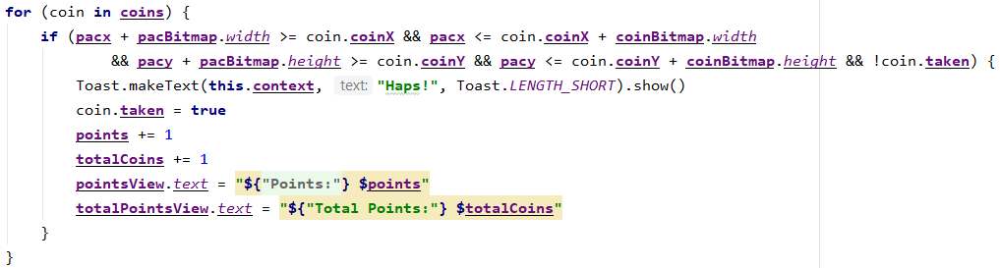 for (coin in coins) {
if (pacx + pacBitmap.width >= coin.coinX && pacx <= coin.coinX + coinBitmap.width
&& pacy + pacBitmap.height >= coin.coinY && pacy <= coin.coinY + coinBitmap.height && !coin.taken) {
Toast.makeText(this.context, text: "Haps!", Toast.LENGTH_SHORT).show()
coin.taken = true
points += 1
totalCoins += 1
pointsView.text = "${"Points:"} $points"
totalPointsView.text = "${"Total Points:"} $totalCoins"
}
}